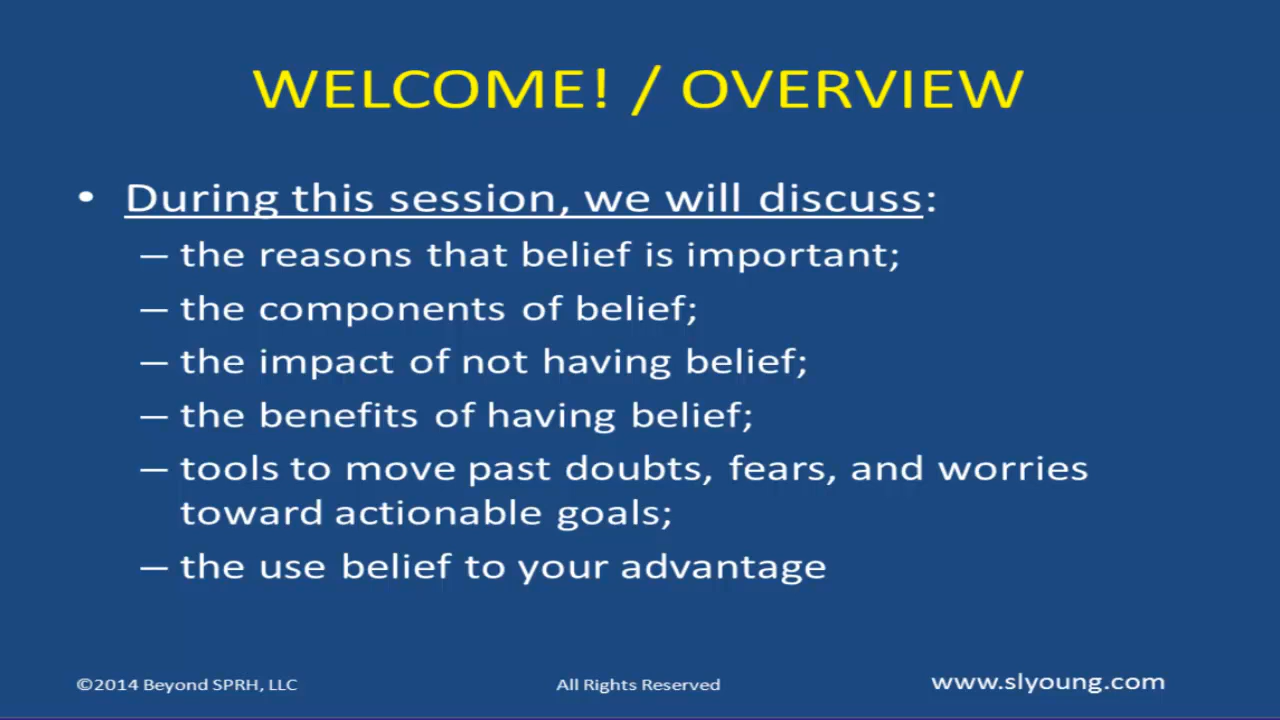 WELCOME! / OVERVIEW
• During this session, we will discuss:
– the reasons that belief is important;
– the components of belief;
– the impact of not having belief;
– the benefits of having belief;
– tools to move past doubts, fears, and worries
toward actionable goals;
– the use belief to your advantage
©2014 Beyond SPRH, LLC
All Rights Reserved
www.slyoung.com